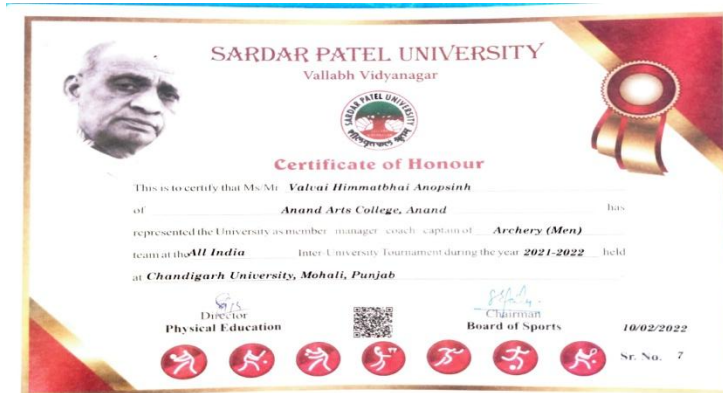 SARDAR PATEL UNIVERSITY
Vallabh Vidyanagar
SARDAR PATEL UNIVERSITY
Certificate of Honour
This is to certify that Ms/Mr Valvai Himmatbhai Anopsinh
of Anand Arts College, Anand has
represented the University as member manager coach captain of Archery (Men)
team at the All India Inter-University Tournament during the year 2021-2022 held
at Chandigarh University, Mohali, Punjab
Director
Physical Education
Chairman
Board of Sports
10/02/2022
Sr. No. 7